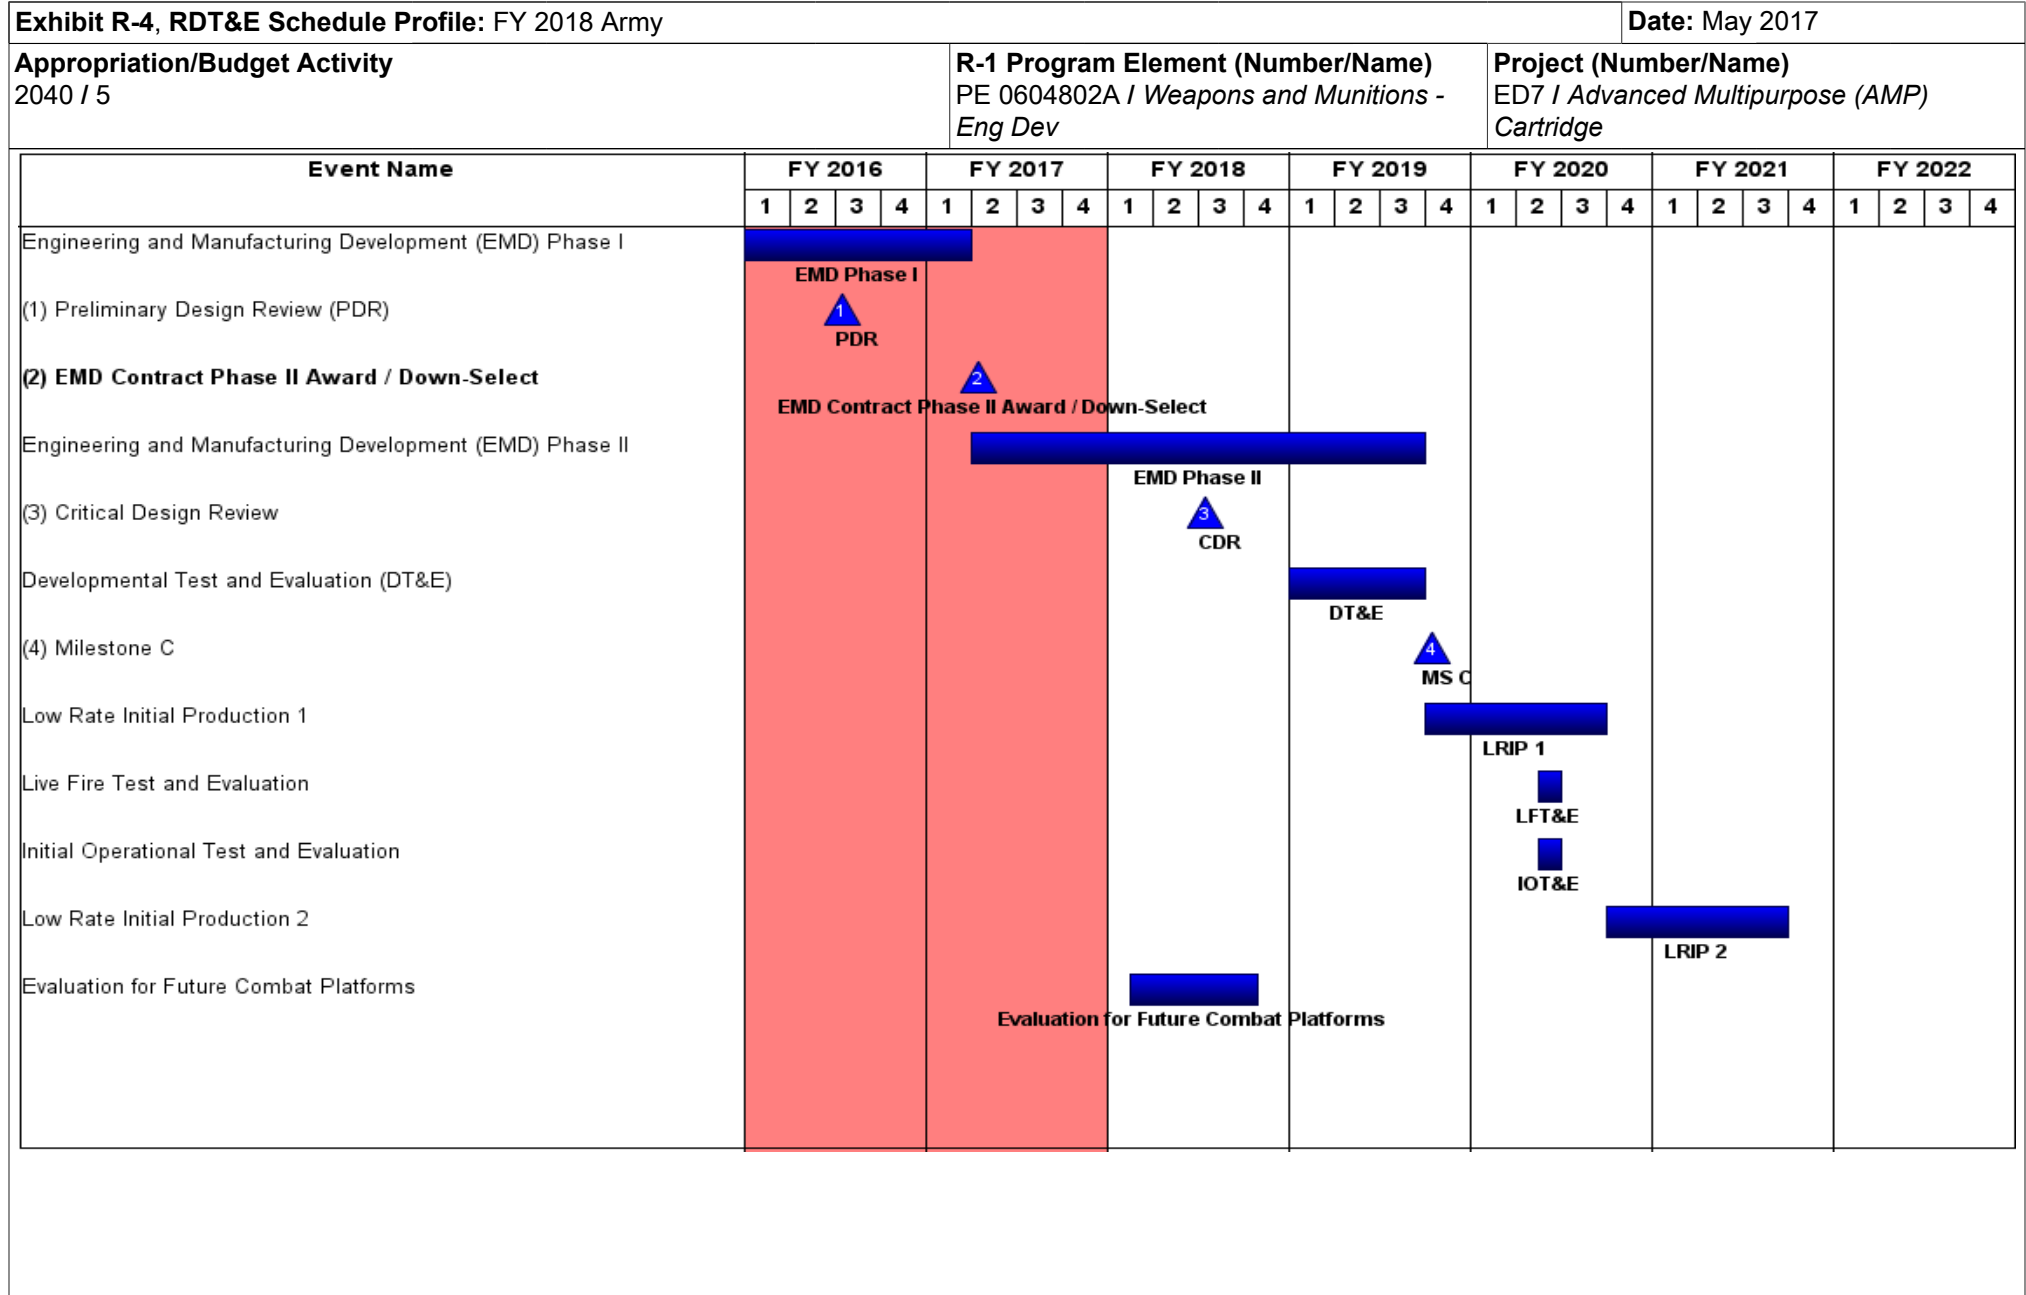 Exhibit R-4, RDT&E Schedule Profile: FY 2018 Army
Date: May 2017
Appropriation/Budget Activity
2040 / 5
R-1 Program Element (Number/Name)
PE 0604802A / Weapons and Munitions -
Eng Dev
Project (Number/Name)
ED7 / Advanced Multipurpose (AMP)
Cartridge
Event Name
FY 2016 FY 2017 FY 2018 FY 2019 FY 2020 FY 2021 FY 2022
1 2 3 4 1 2 3 4 1 2 3 4 1 2 3 4 1 2 3 4 1 2 3 4 1 2 3 4
Engineering and Manufacturing Development (EMD) Phase I
EMD Phase I
(1) Preliminary Design Review (PDR)
1
PDR
(2) EMD Contract Phase II Award / Down-Select
2
EMD Contract Phase II Award / Down-Select
Engineering and Manufacturing Development (EMD) Phase II
EMD Phase II
(3) Critical Design Review
3
CDR
Developmental Test and Evaluation (DT&E)
DT&E
(4) Milestone C
4
MS C
Low Rate Initial Production 1
LRIP 1
Live Fire Test and Evaluation
LFT&E
Initial Operational Test and Evaluation
IOT&E
Low Rate Initial Production 2
LRIP 2
Evaluation for Future Combat Platforms
Evaluation for Future Combat Platforms